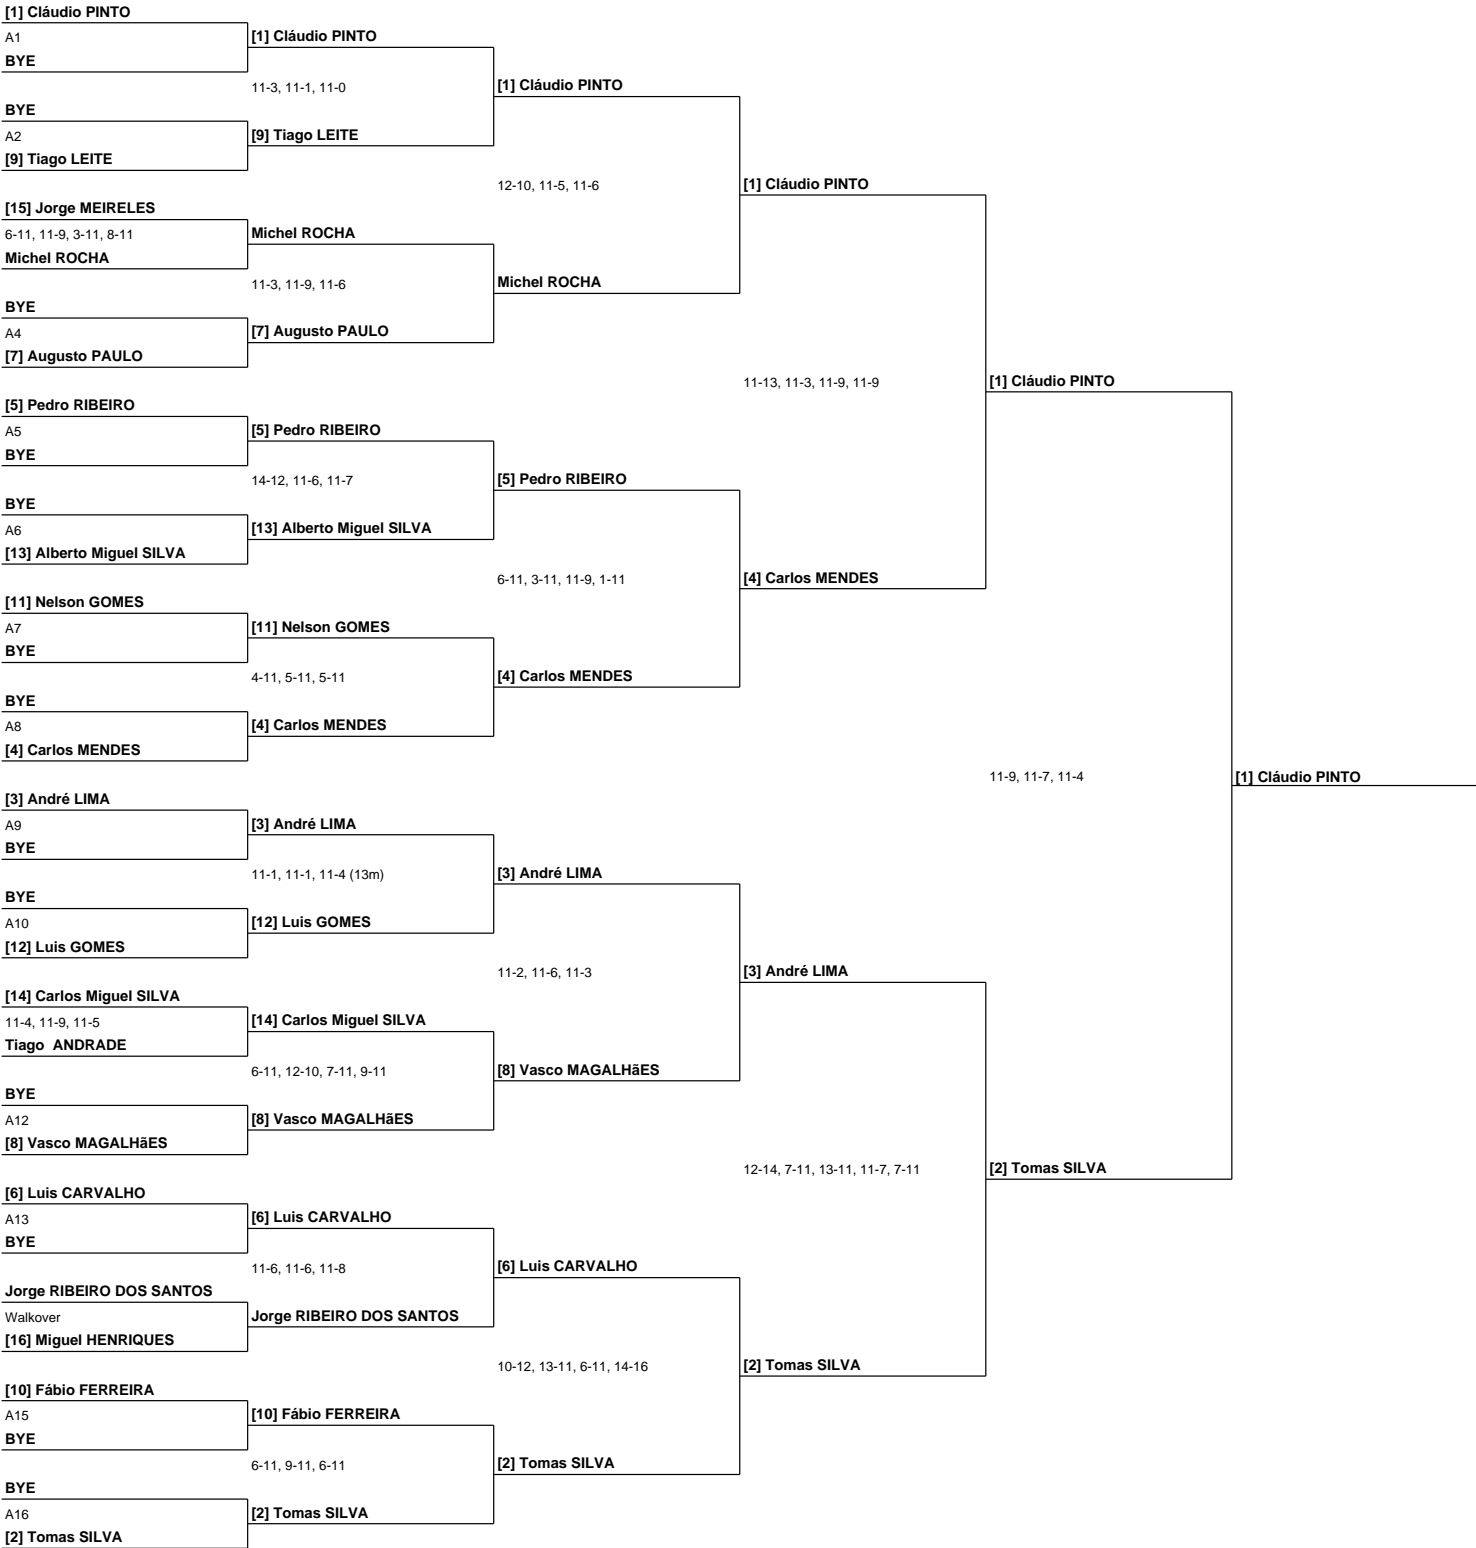 [1] Cláudio PINTO
A1
BYE
BYE
A2
[9] Tiago LEITE
[15] Jorge MEIRELES
6-11, 11-9, 3-11, 8-11
Michel ROCHA
BYE
A4
[7] Augusto PAULO
[5] Pedro RIBEIRO
A5
BYE
BYE
A6
[13] Alberto Miguel SILVA
[11] Nelson GOMES
A7
BYE
BYE
A8
[4] Carlos MENDES
[3] André LIMA
A9
BYE
BYE
A10
[12] Luis GOMES
[14] Carlos Miguel SILVA
11-4, 11-9, 11-5
Tiago  ANDRADE
BYE
A12
[8] Vasco MAGALHãES
[6] Luis CARVALHO
A13
BYE
Jorge RIBEIRO DOS SANTOS
Walkover
[16] Miguel HENRIQUES
[10] Fábio FERREIRA
A15
BYE
BYE
A16
[2] Tomas SILVA
[1] Cláudio PINTO
11-3, 11-1, 11-0
[9] Tiago LEITE
Michel ROCHA
11-3, 11-9, 11-6
[7] Augusto PAULO
[5] Pedro RIBEIRO
14-12, 11-6, 11-7
[13] Alberto Miguel SILVA
[11] Nelson GOMES
4-11, 5-11, 5-11
[4] Carlos MENDES
[3] André LIMA
11-1, 11-1, 11-4 (13m)
[12] Luis GOMES
[14] Carlos Miguel SILVA
6-11, 12-10, 7-11, 9-11
[8] Vasco MAGALHãES
[6] Luis CARVALHO
11-6, 11-6, 11-8
Jorge RIBEIRO DOS SANTOS
[10] Fábio FERREIRA
6-11, 9-11, 6-11
[2] Tomas SILVA
[1] Cláudio PINTO
12-10, 11-5, 11-6
Michel ROCHA
[5] Pedro RIBEIRO
6-11, 3-11, 11-9, 1-11
[4] Carlos MENDES
[3] André LIMA
11-2, 11-6, 11-3
[8] Vasco MAGALHãES
[6] Luis CARVALHO
10-12, 13-11, 6-11, 14-16
[2] Tomas SILVA
[1] Cláudio PINTO
11-13, 11-3, 11-9, 11-9
[4] Carlos MENDES
[3] André LIMA
12-14, 7-11, 13-11, 11-7, 7-11
[2] Tomas SILVA
[1] Cláudio PINTO
11-9, 11-7, 11-4
[2] Tomas SILVA
[1] Cláudio PINTO